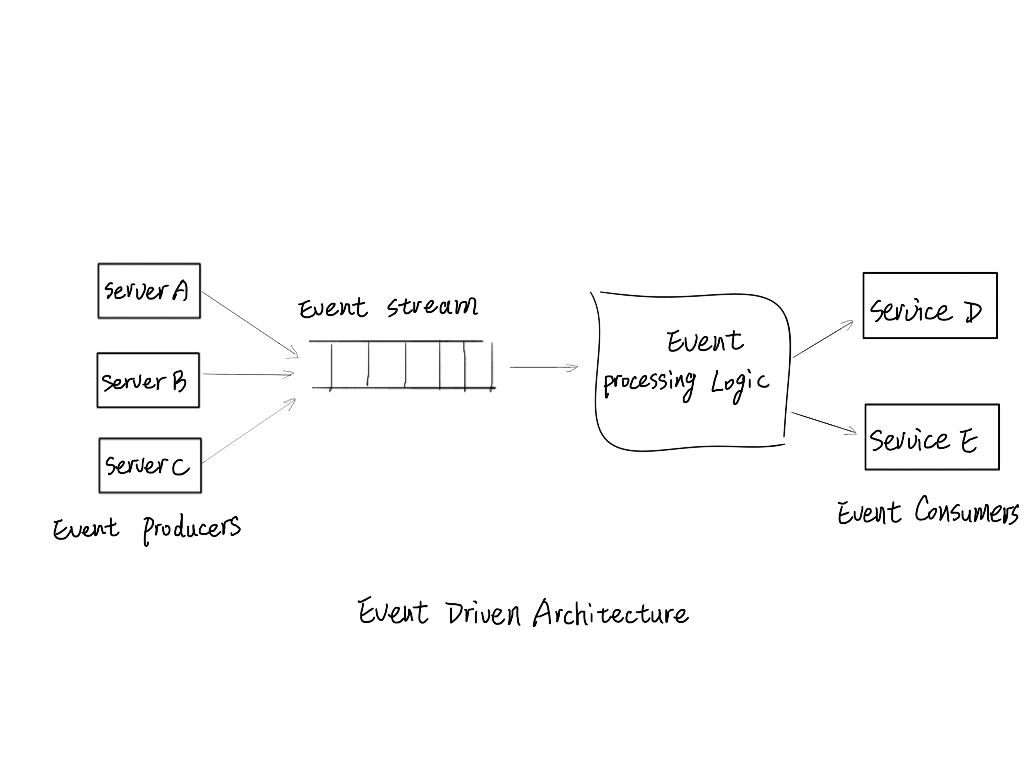 Server A
Event Stream
Service D
Event
processing Logic
Server B
Server C
Service E
Event Producers
Event Consumers
Event Driven Architecture